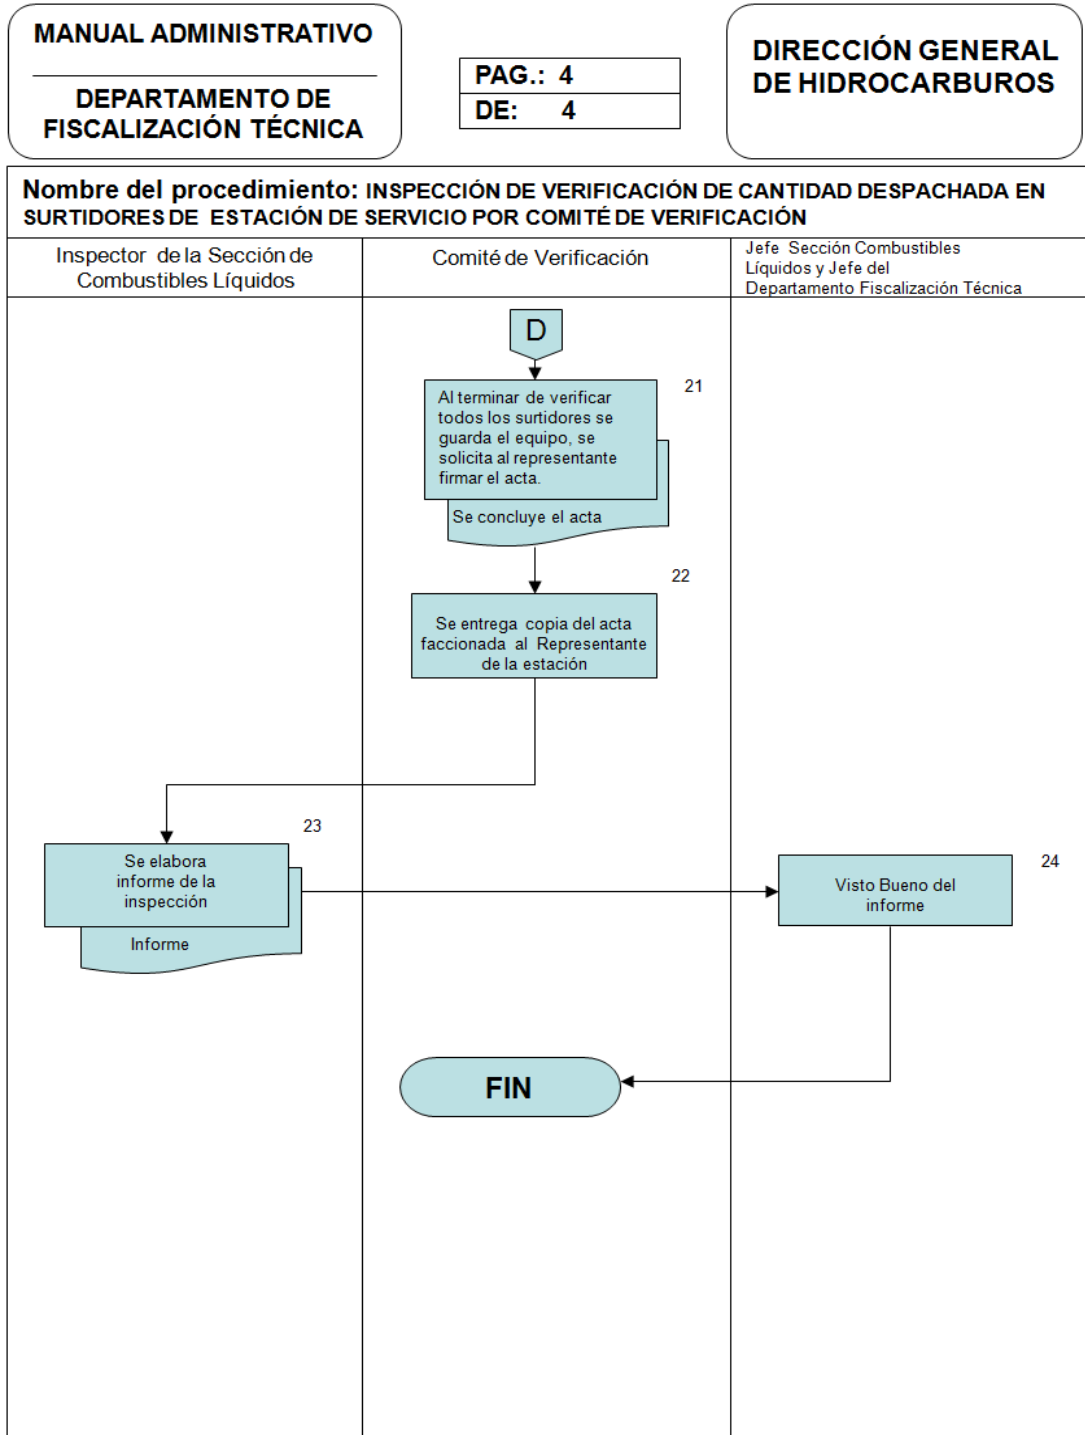 MANUAL ADMINISTRATIVO
DEPARTAMENTO DE
FISCALIZACIÓN TÉCNICA
PAG.: 4
DE: 4
DIRECCIÓN GENERAL
DE HIDROCARBUROS
Nombre del procedimiento: INSPECCIÓN DE VERIFICACIÓN DE CANTIDAD DESPACHADA EN
SURTIDORES DE ESTACIÓN DE SERVICIO POR COMITÉ DE VERIFICACIÓN
Inspector de la Sección de
Combustibles Líquidos
Comité de Verificación
Jefe Sección Combustibles
Líquidos y Jefe del
Departamento Fiscalización Técnica
D
21
Al terminar de verificar
todos los surtidores se
guarda el equipo, se
solicita al representante
firmar el acta.
Se concluye el acta
22
Se entrega copia del acta
faccionada al Representante
de la estación
23
Se elabora
informe de la
inspección
Informe
24
Visto Bueno del
informe
FIN